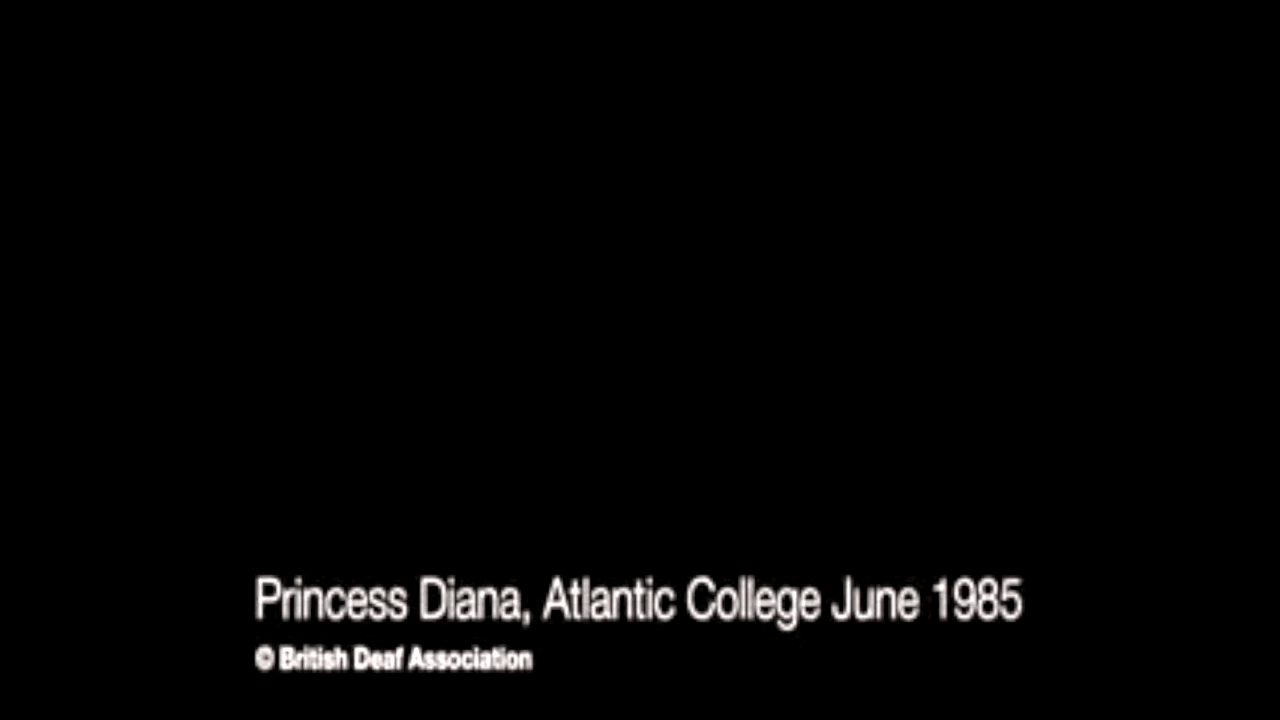 Princess Diana, Atlantic College June 1985
© British Deaf Association